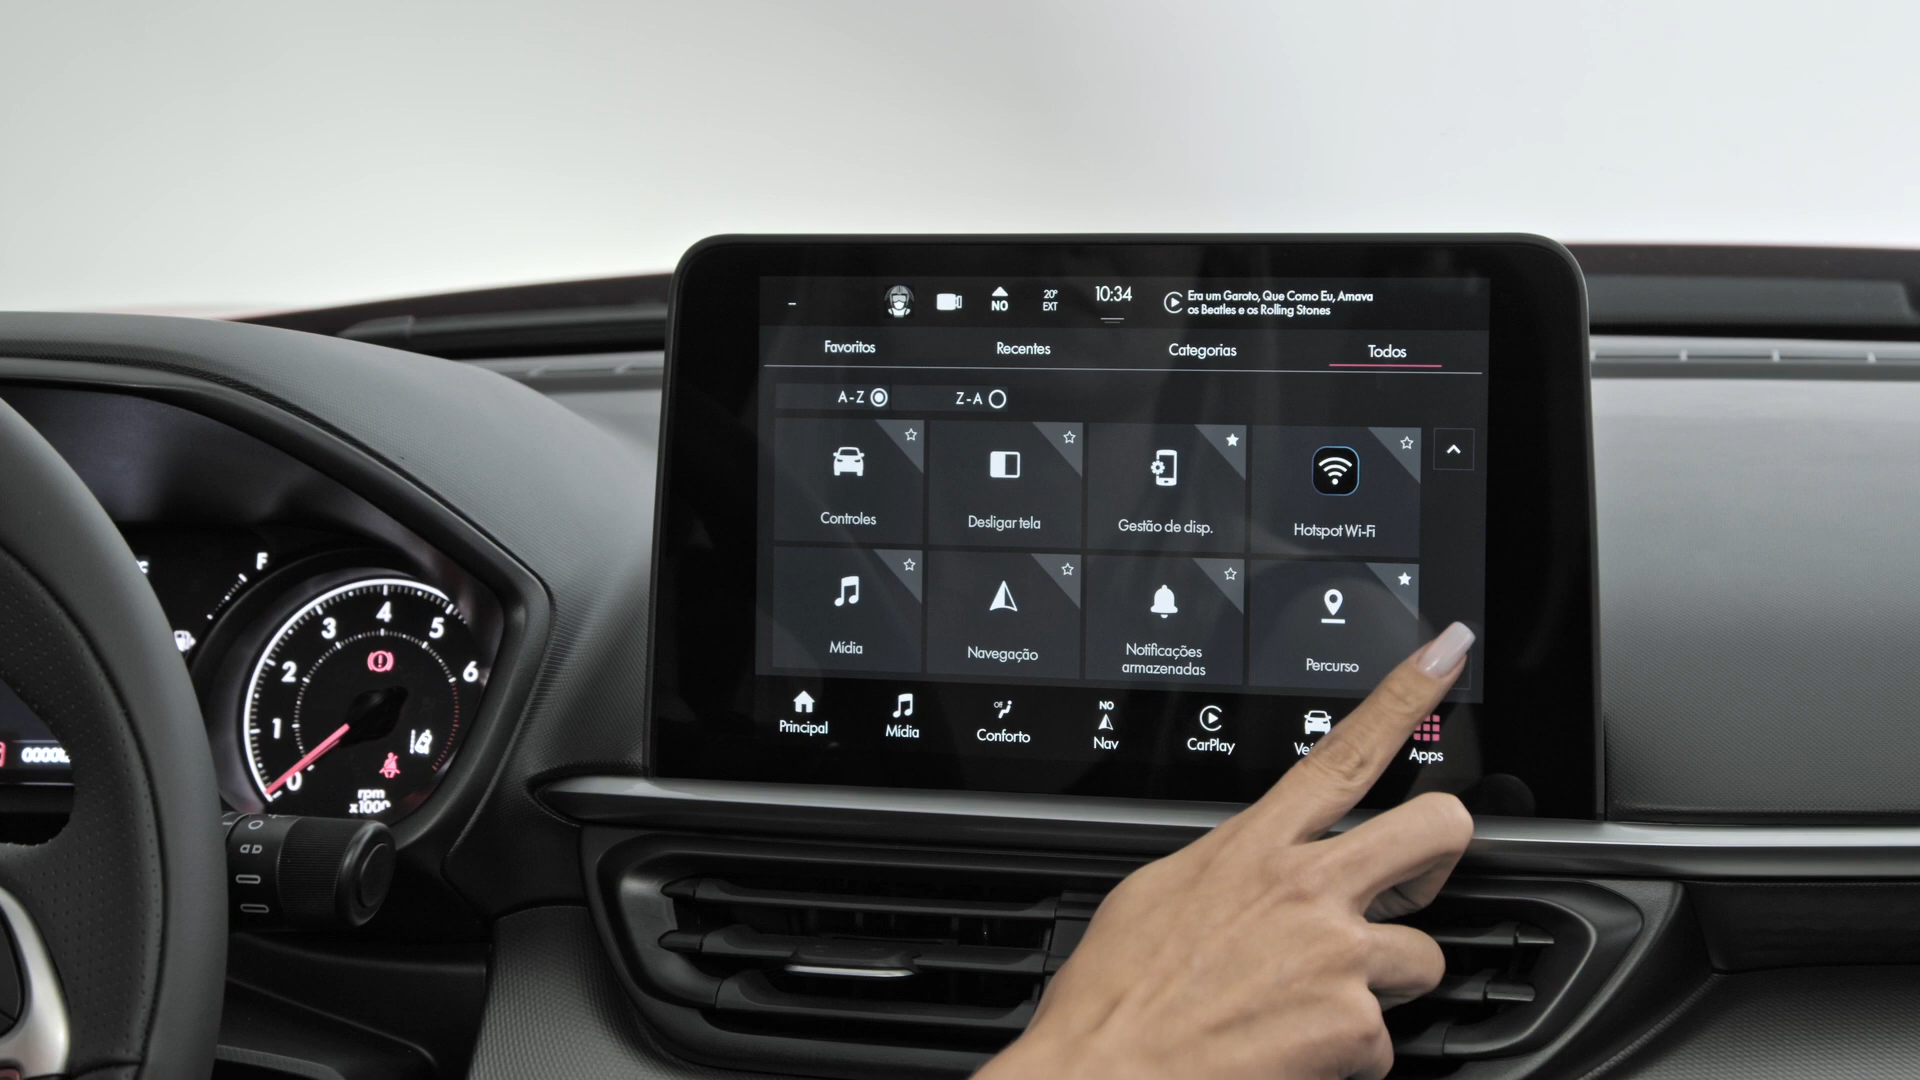 NO
20°
EXT
10:34
Era um Garoto, Que Como Eu, Amava
os Beatles e os Rolling Stones
Favoritos
Recentes
Categorias
Todos
A-Z
Z-A
Controles
Desligar tela
Gestão de disp.
Hotspot Wi-Fi
Mídia
Navegação
Notificações
armazenadas
Percurso
Principal
Mídia
OFF
Conforto
NO
Nav
CarPlay
Apps
F
0
1
2
3
4
5
6
rpm
x1000